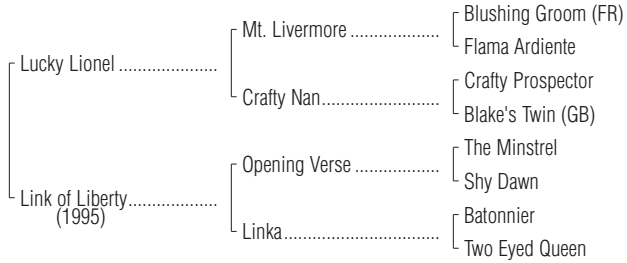 Blushing Groom (FR)
Mt. Livermore ....................
Flama Ardiente
Lucky Lionel ......................
Crafty Prospector
Crafty Nan..........................
Blake's Twin (GB)
The Minstrel
Opening Verse ...................
Shy Dawn
Link of Liberty....................
(1995)
Batonnier
Linka..................................
Two Eyed Queen